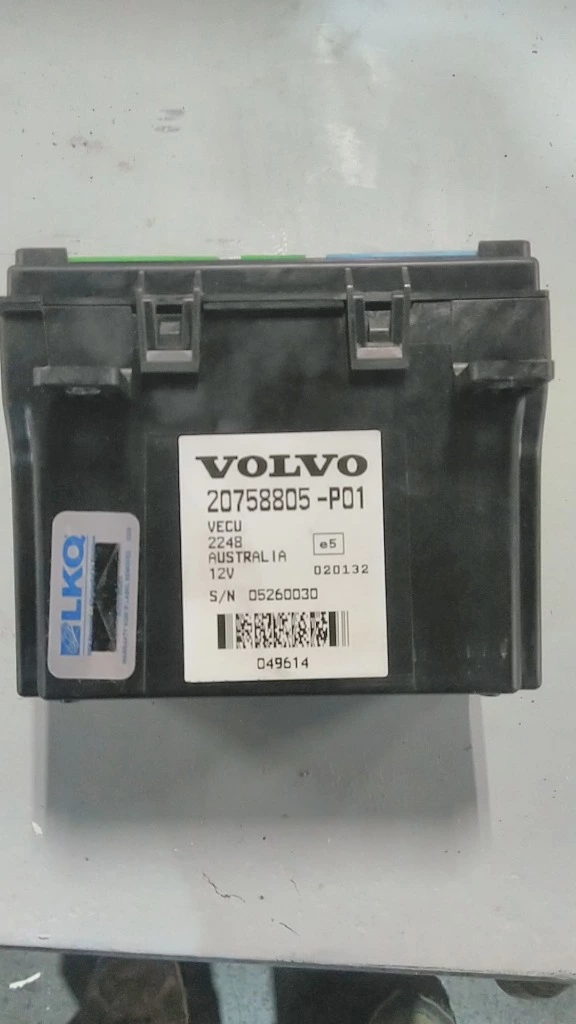 VOLVO
20758805-P01
VECU
2248
e5
AUSTRALIA
12V
020132
S/N 05260030
049614
LKQ